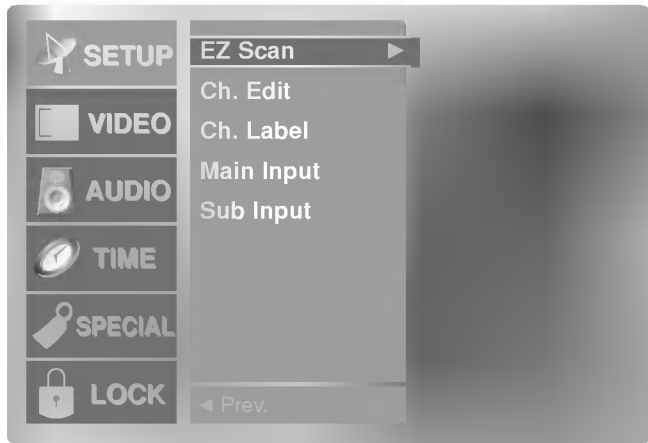 SETUP
VIDEO
AUDIO
TIME
SPECIAL
LOCK
EZ Scan ►
Ch. Edit
Ch. Label
Main Input
Sub Input
◄ Prev.